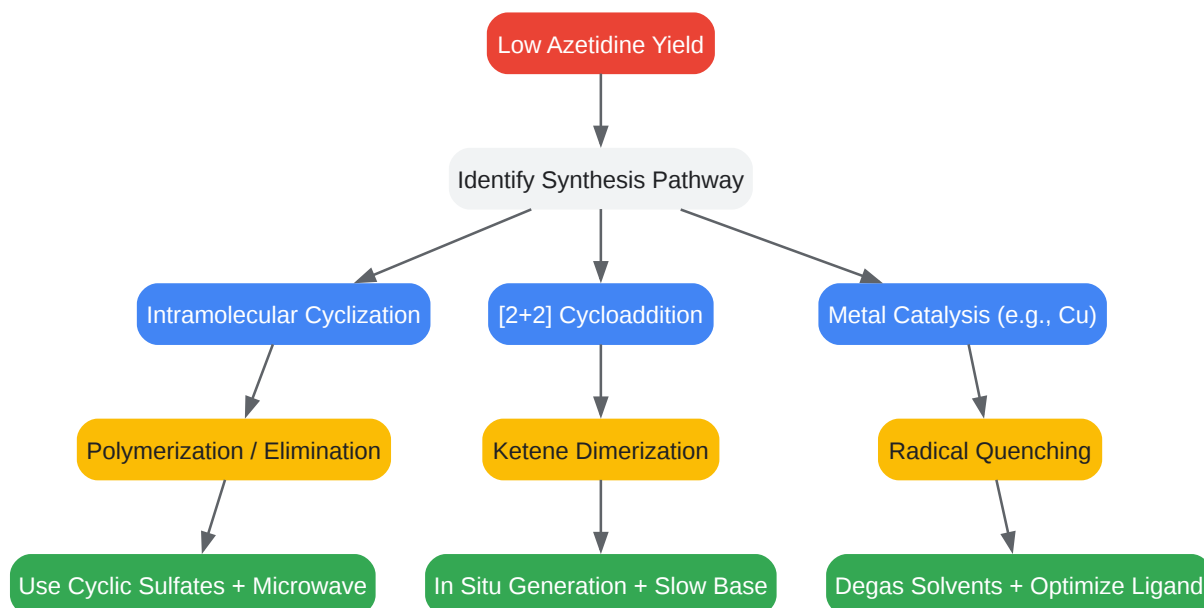 Low Azetidine Yield
Identify Synthesis Pathway
Intramolecular Cyclization
[2+2] Cycloaddition
Metal Catalysis (e.g., Cu)
Polymerization / Elimination
Ketene Dimerization
Radical Quenching
Use Cyclic Sulfates + Microwave
In Situ Generation + Slow Base
Degas Solvents + Optimize Ligand